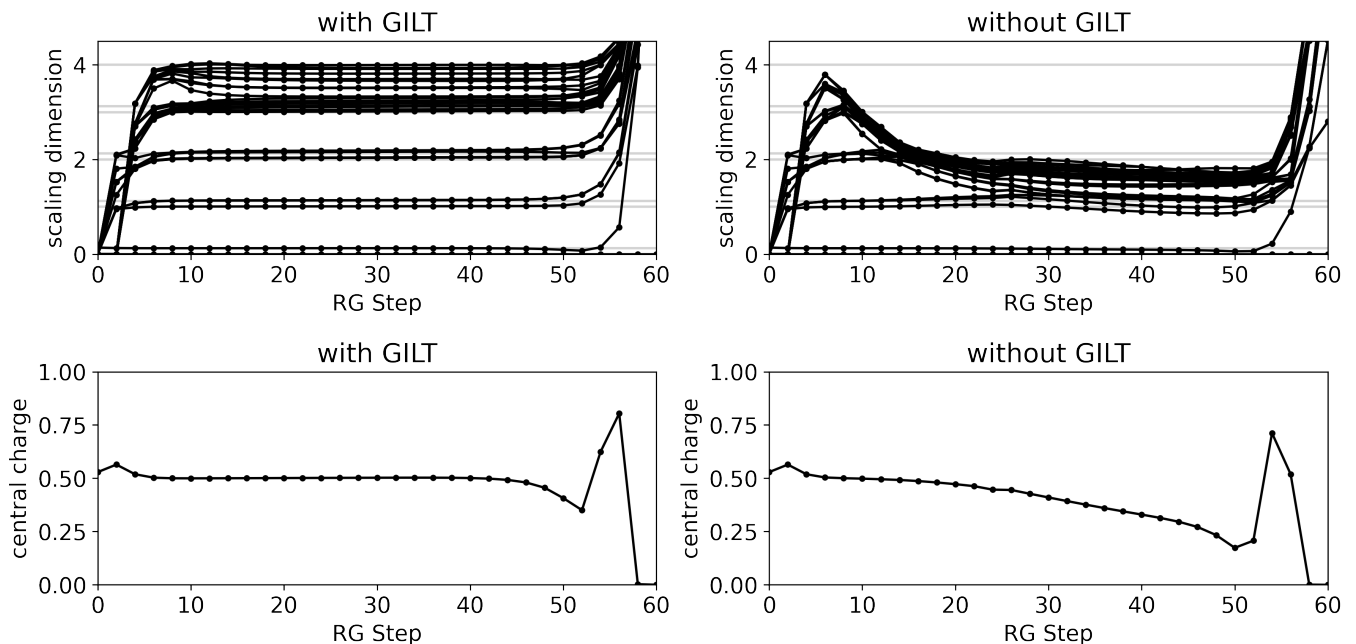 with GILT
4
2
0
scaling dimension
0 10 20 30 40 50 60
RG Step
without GILT
4
2
0
scaling dimension
0 10 20 30 40 50 60
RG Step
with GILT
1.00
0.75
0.50
0.25
0.00
central charge
0 10 20 30 40 50 60
RG Step
without GILT
1.00
0.75
0.50
0.25
0.00
central charge
0 10 20 30 40 50 60
RG Step